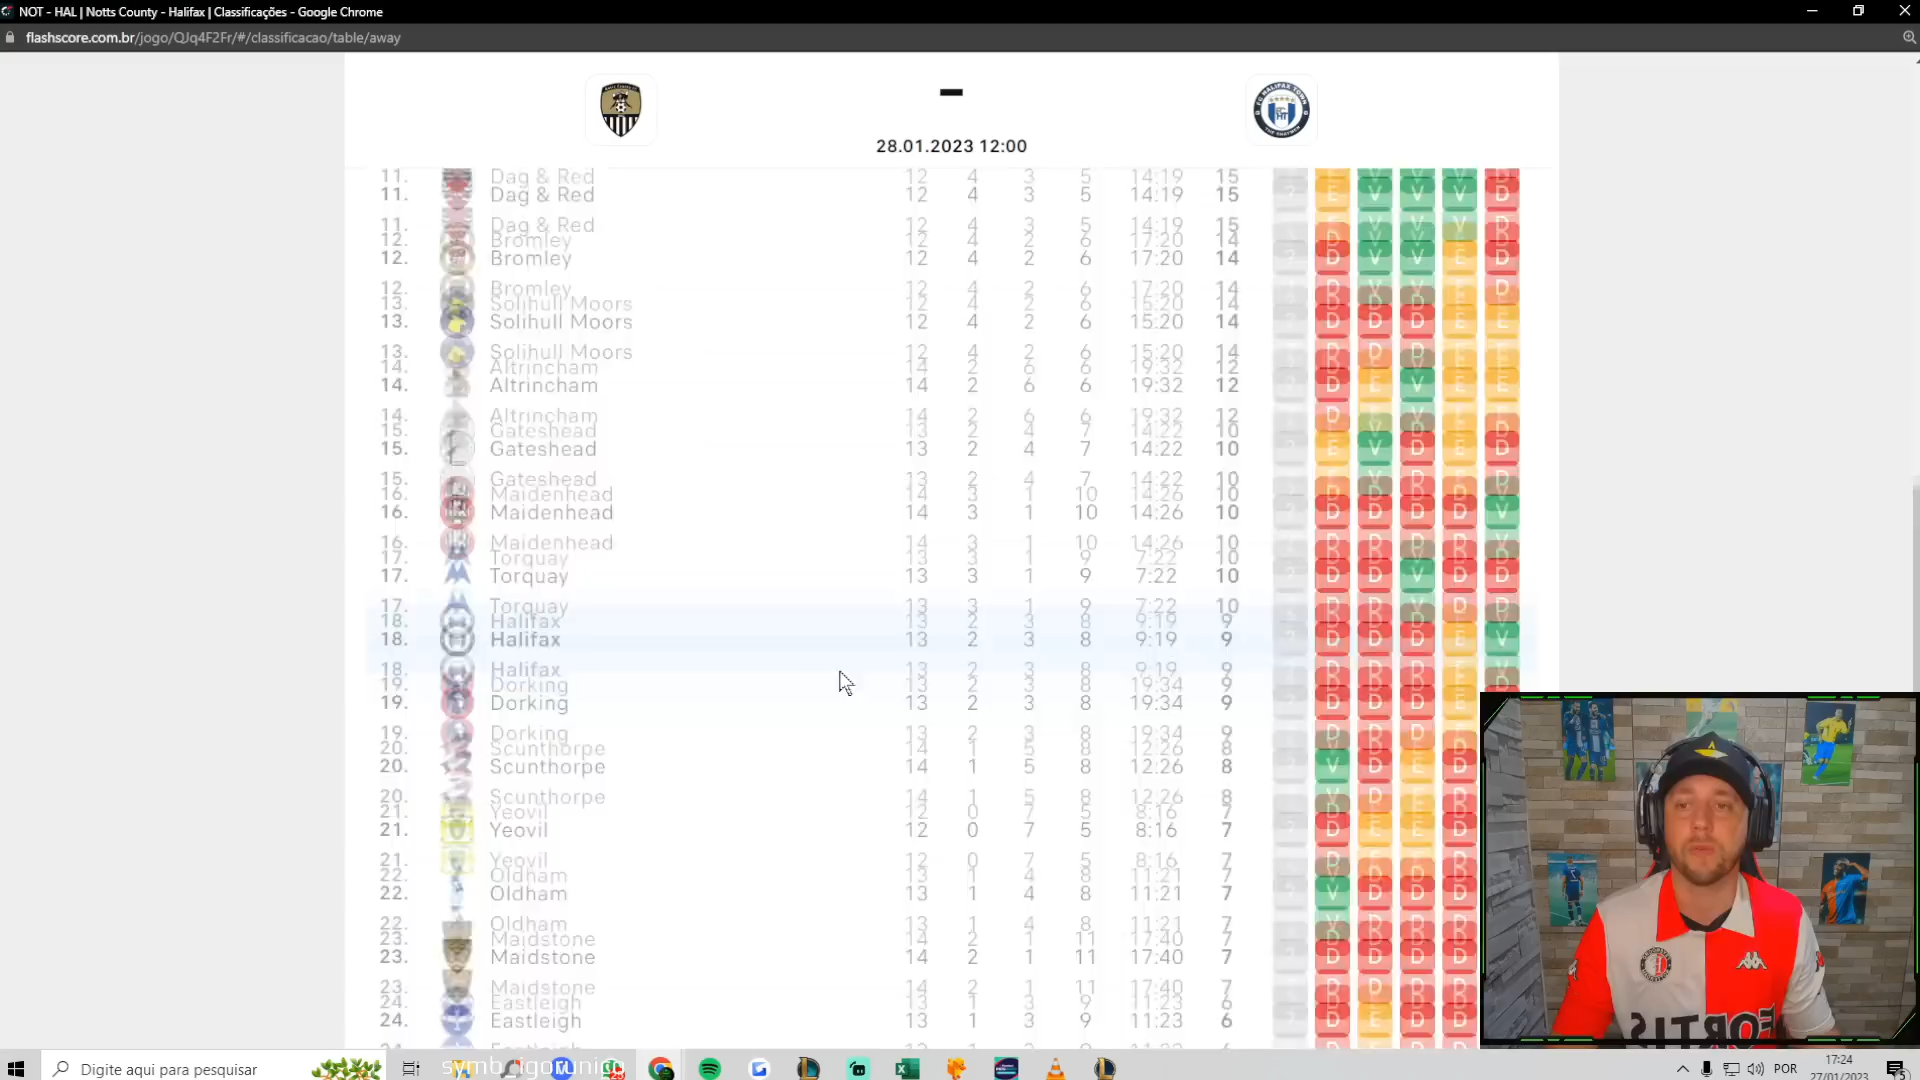 NOT - HAL | Notts County - Halifax | Classificações - Google Chrome
flashscore.com.br/jogo/QJq4F2Fr/#/classificacao/table/away
28.01.2023 12:00
11. Dag & Red 12 4 3 5 14:19 15
12. Bromley 12 4 2 6 17:20 14
13. Solihull Moors 12 4 2 6 15:20 14
14. Altrincham 14 2 6 6 19:32 12
15. Gateshead 13 2 4 7 14:22 10
16. Maidenhead 14 3 1 10 14:26 10
17. Torquay 13 3 1 9 7:22 10
18. Halifax 13 2 3 8 9:19 9
19. Dorking 13 2 3 8 19:34 9
20. Scunthorpe 14 1 5 8 12:26 8
21. Yeovil 12 0 7 5 8:16 7
22. Oldham 13 1 4 8 11:21 7
23. Maidstone 14 2 1 11 17:40 7
24. Eastleigh 13 1 3 9 11:23 6
Digite aqui para pesquisar
POR
17:24
27/01/2023